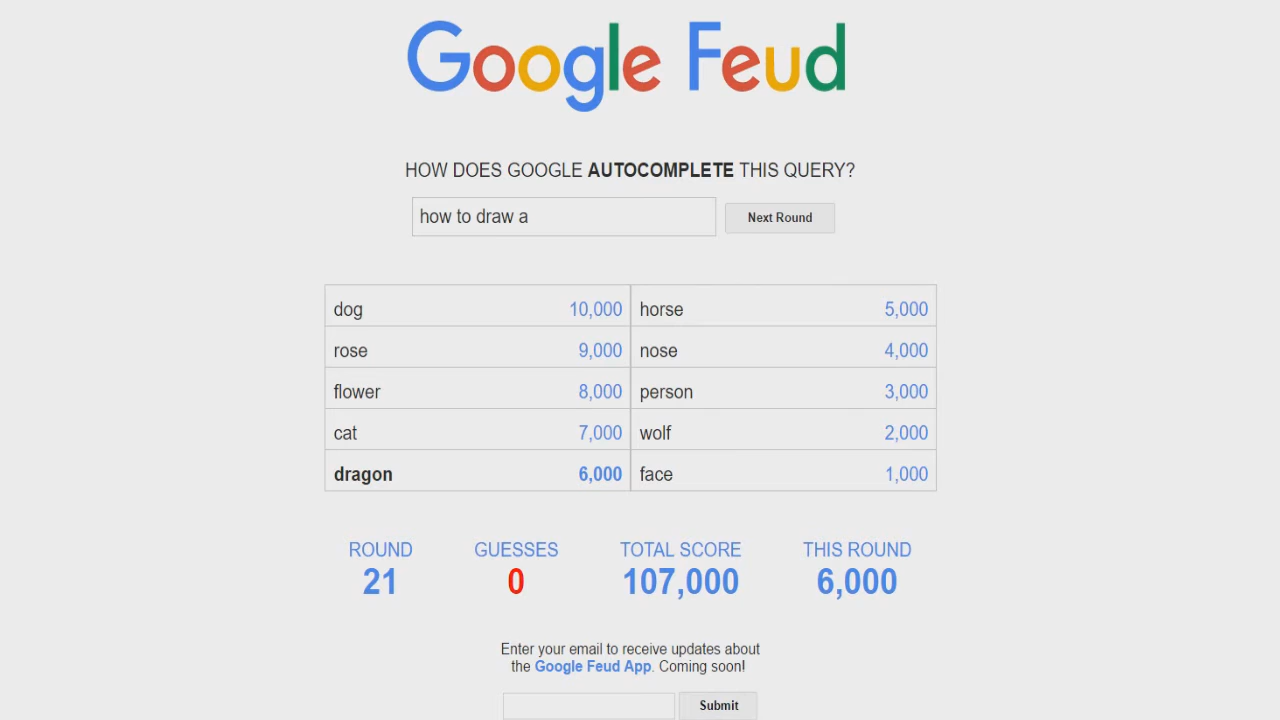 Google Feud
HOW DOES GOOGLE AUTOCOMPLETE THIS QUERY?
how to draw a
Next Round
dog 10,000 horse 5,000
rose 9,000 nose 4,000
flower 8,000 person 3,000
cat 7,000 wolf 2,000
dragon 6,000 face 1,000
ROUND GUESSES TOTAL SCORE THIS ROUND
21 0 107,000 6,000
Enter your email to receive updates about
the Google Feud App. Coming soon!
Submit